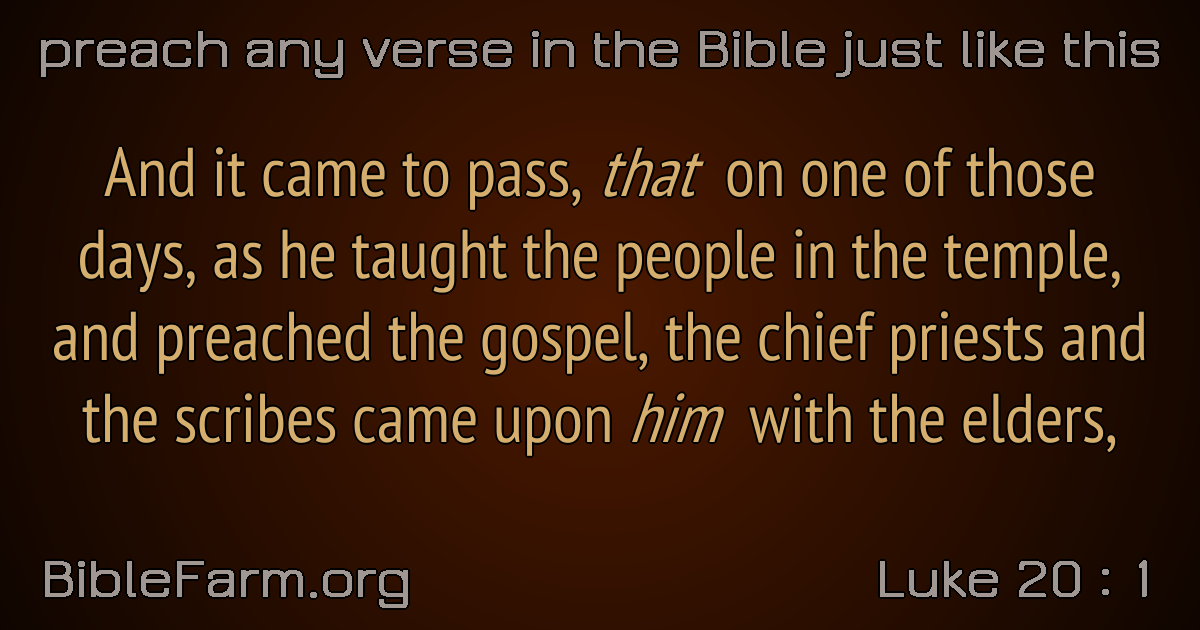 preach any verse in the Bible just like this
And it came to pass, that on one of those
days, as he taught the people in the temple,
and preached the gospel, the chief priests and
the scribes came upon him with the elders,
BibleFarm.org
Luke 20 : 1